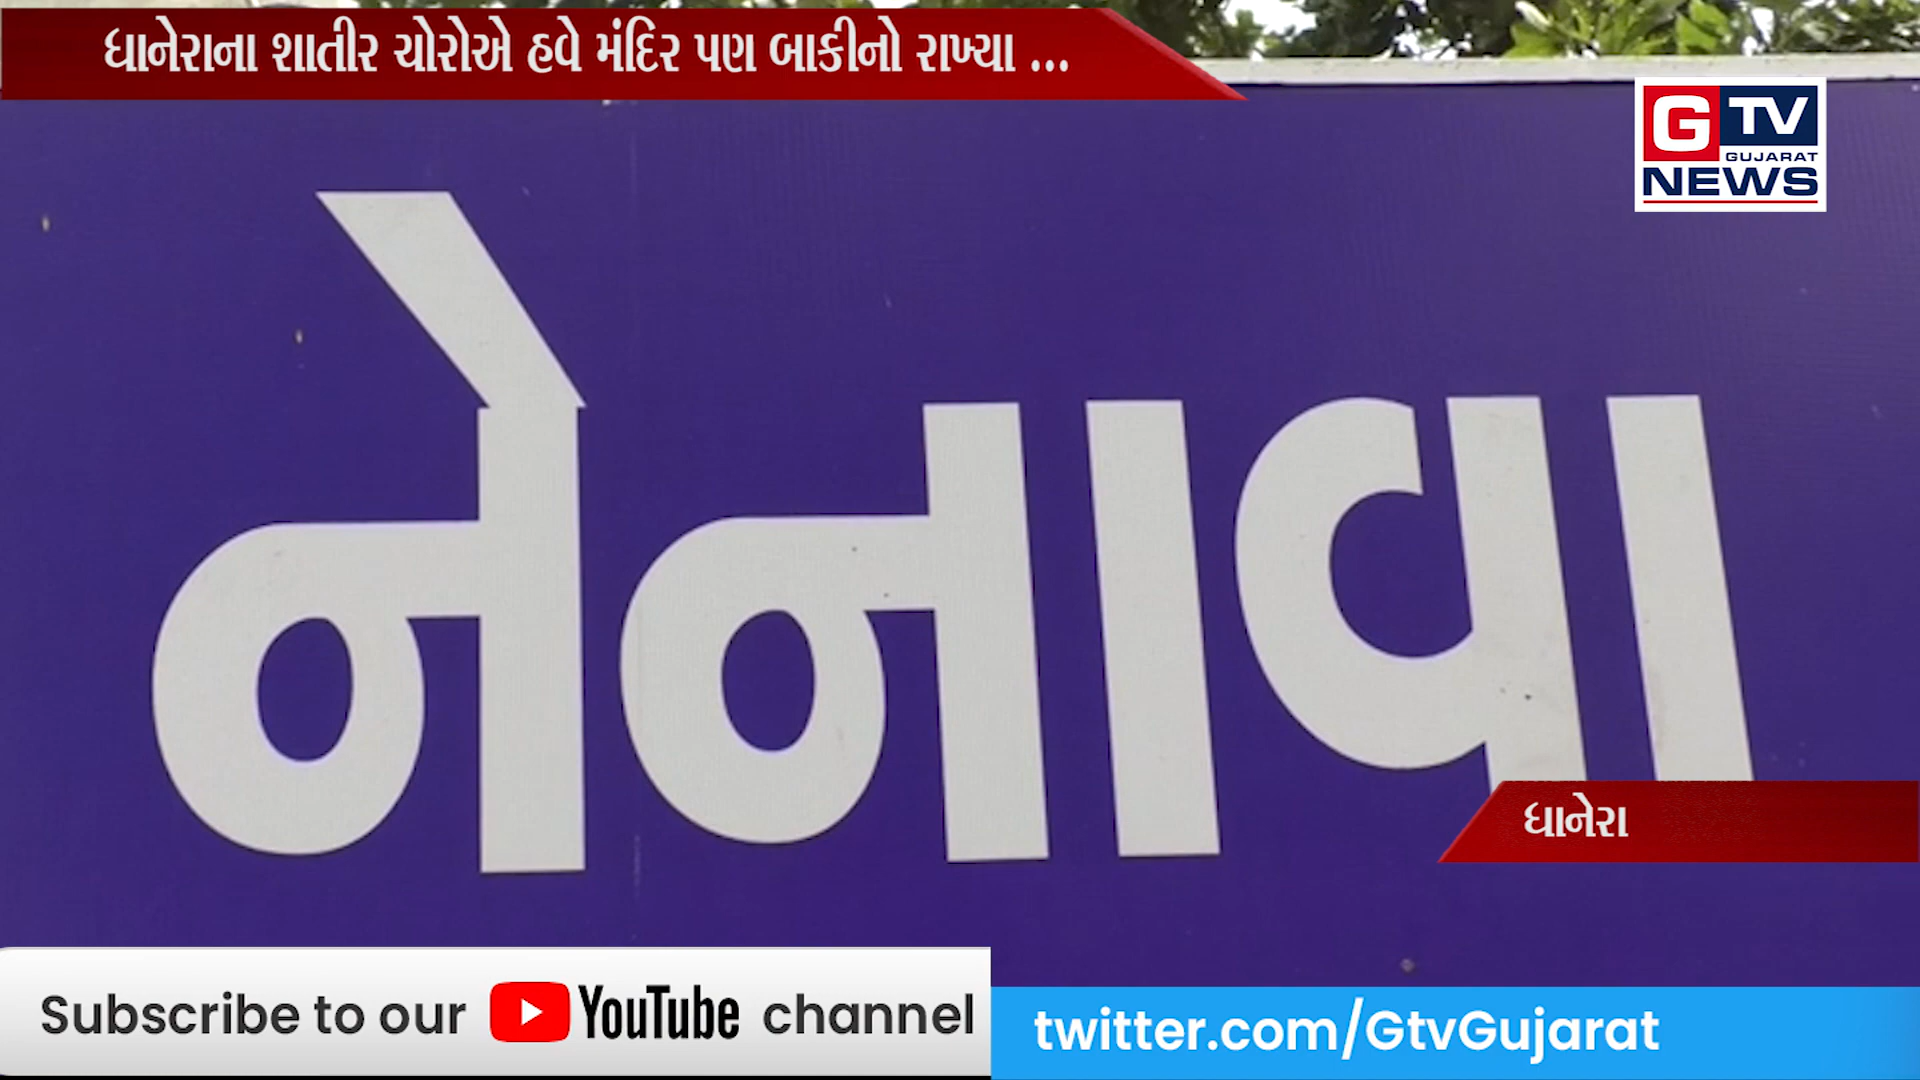 ધાનેરાના શાતીર ચોરોએ હવે મંદિર પણ બાકીનો રાખ્યા ...
G TV
GUJARAT
NEWS
નેનાવા
ધાનેરા
Subscribe to our YouTube channel
twitter.com/GtvGujarat